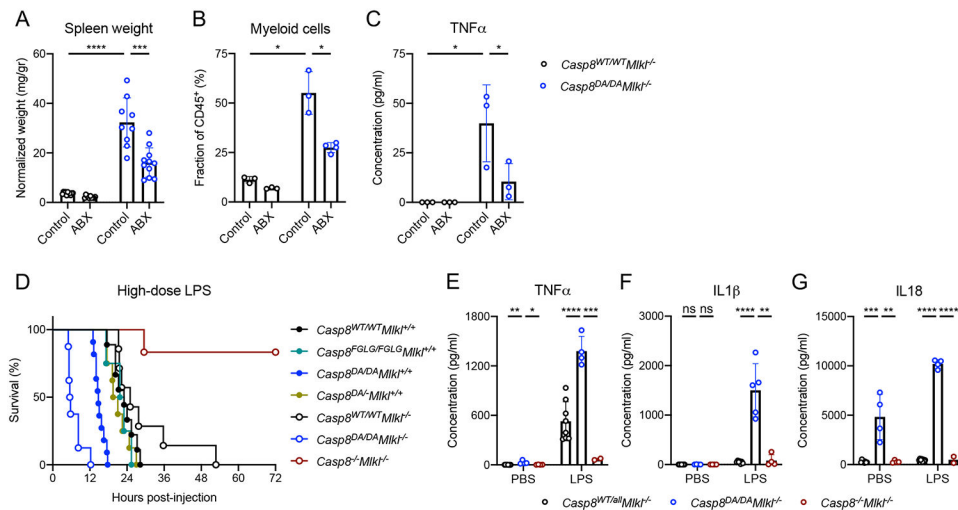 A
Spleen weight
**** ***
Normalized weight (mg/gr)
60
40
20
0
Control ABX Control ABX
B
Myeloid cells
* *
Fraction of CD45+ (%)
80
60
40
20
0
Control ABX Control ABX
C
TNFα
* *
Concentration (pg/ml)
75
50
25
0
Control ABX Control ABX
Casp8WT/WTMlkl-/-
Casp8DA/DAMlkl-/-
D
High-dose LPS
Survival (%)
100
50
0
0 12 24 36 48 60 72
Hours post-injection
Casp8WT/WTMlkl+/+
Casp8FGLG/FGLGMlkl+/+
Casp8DA/DAMlkl+/+
Casp8DA/-Mlkl+/+
Casp8WT/WTMlkl-/-
Casp8DA/DAMlkl-/-
Casp8-/-Mlkl-/-
E
TNFα
** * **** ***
Concentration (pg/ml)
1800
1200
600
0
PBS LPS
F
IL1β
ns ns **** **
Concentration (pg/ml)
3000
2000
1000
0
PBS LPS
G
IL18
*** ** **** ****
Concentration (pg/ml)
15000
10000
5000
0
PBS LPS
Casp8WT/allMlkl-/- Casp8DA/DAMlkl-/- Casp8-/-Mlkl-/-